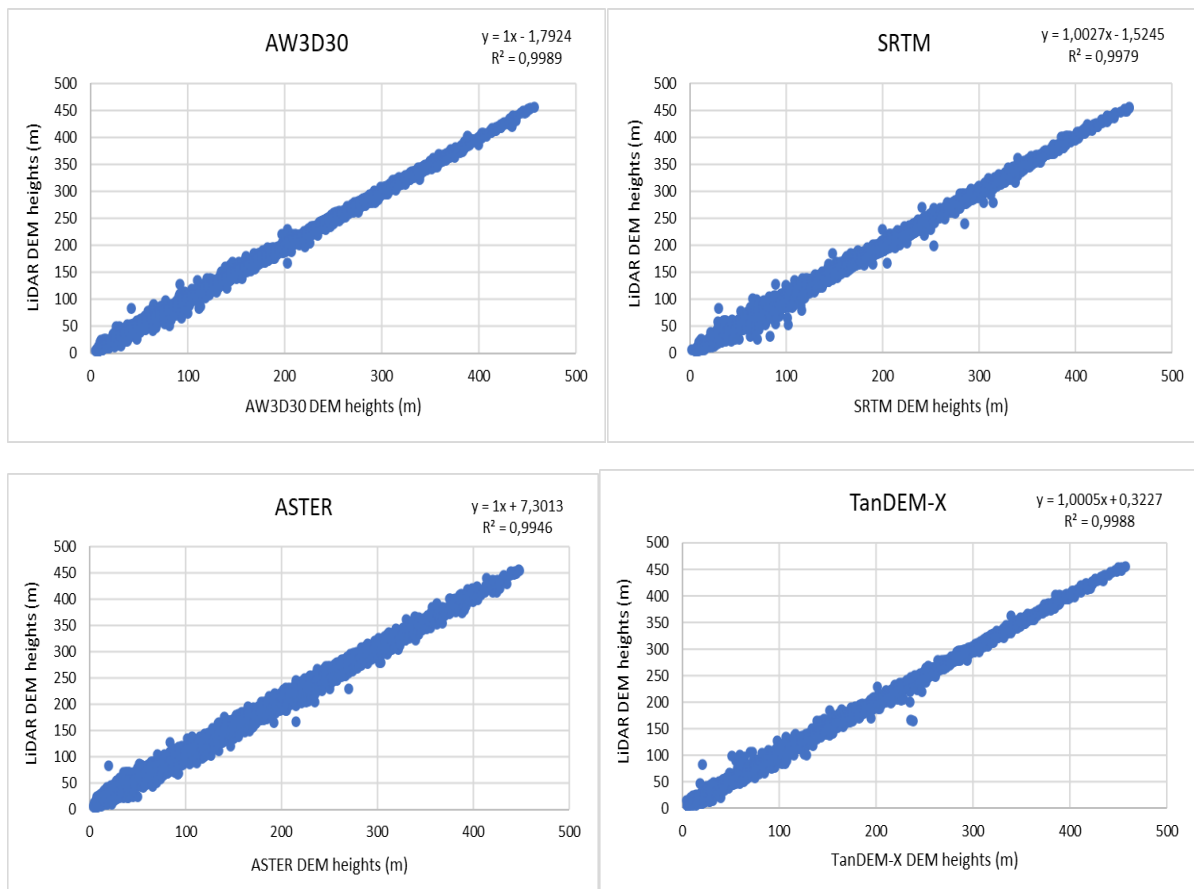 AW3D30
y = 1x - 1,7924
R² = 0,9989
LiDAR DEM heights (m)
500
450
400
350
300
250
200
150
100
50
0
0 100 200 300 400 500
AW3D30 DEM heights (m)
SRTM
y = 1,0027x - 1,5245
R² = 0,9979
LiDAR DEM heights (m)
500
450
400
350
300
250
200
150
100
50
0
0 100 200 300 400 500
SRTM DEM heights (m)
ASTER
y = 1x + 7,3013
R² = 0,9946
LiDAR DEM heights (m)
500
450
400
350
300
250
200
150
100
50
0
0 100 200 300 400 500
ASTER DEM heights (m)
TanDEM-X
y = 1,0005x + 0,3227
R² = 0,9988
LiDAR DEM heights (m)
500
450
400
350
300
250
200
150
100
50
0
0 100 200 300 400 500
TanDEM-X DEM heights (m)